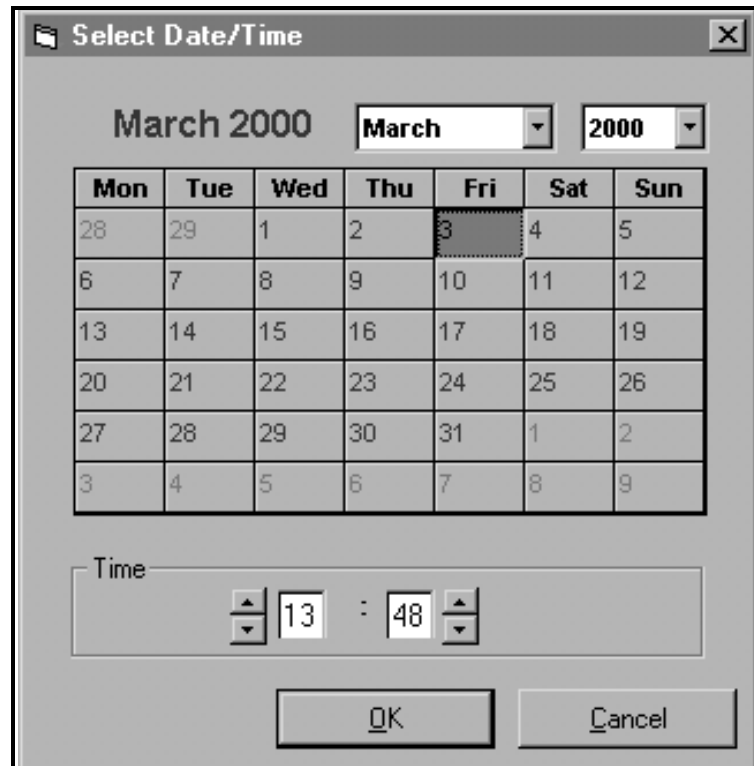 Select Date/Time
March 2000 March 2000
Mon Tue Wed Thu Fri Sat Sun
28 29 1 2 3 4 5
6 7 8 9 10 11 12
13 14 15 16 17 18 19
20 21 22 23 24 25 26
27 28 29 30 31 1 2
3 4 5 6 7 8 9
Time
13 : 48
OK Cancel